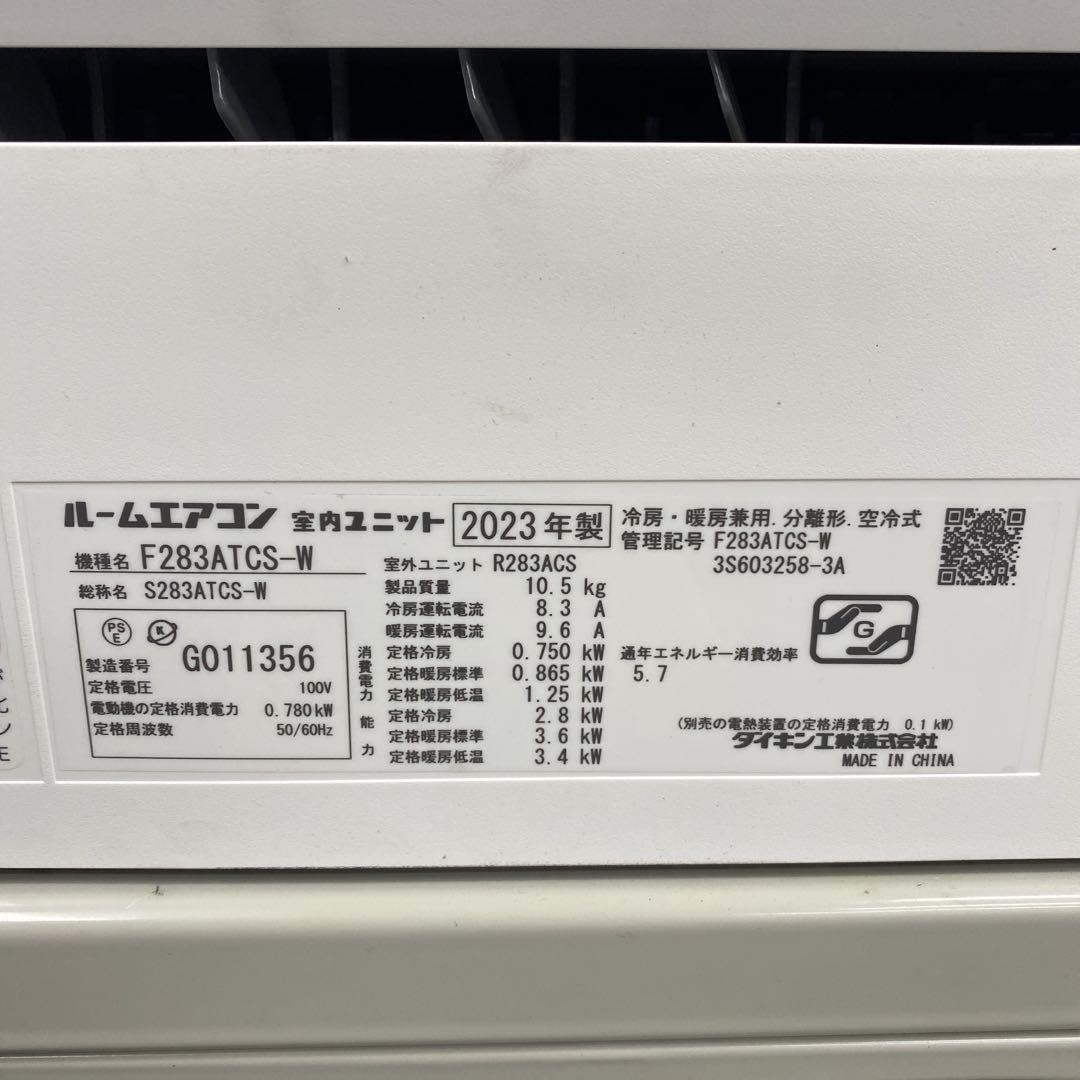 ルームエアコン 室内ユニット 2023年製
機種名 F283ATCS-W
総称名 S283ATCS-W
PS
E
製造番号 G011356
定格電圧 100V
電動機の定格消費電力 0.780kW
定格周波数 50/60Hz
室外ユニット R283ACS
製品質量 10.5 kg
冷房運転電流 8.3 A
暖房運転電流 9.6 A
消費電力
定格冷房 0.750 kW
定格暖房標準 0.865 kW
定格暖房低温 1.25 kW
能力
定格冷房 2.8 kW
定格暖房標準 3.6 kW
定格暖房低温 3.4 kW
冷房・暖房兼用.分離形.空冷式
管理記号 F283ATCS-W
3S603258-3A
G
通年エネルギー消費効率
5.7
(別売の電熱装置の定格消費電力 0.1 kW)
ダイキン工業株式会社
MADE IN CHINA